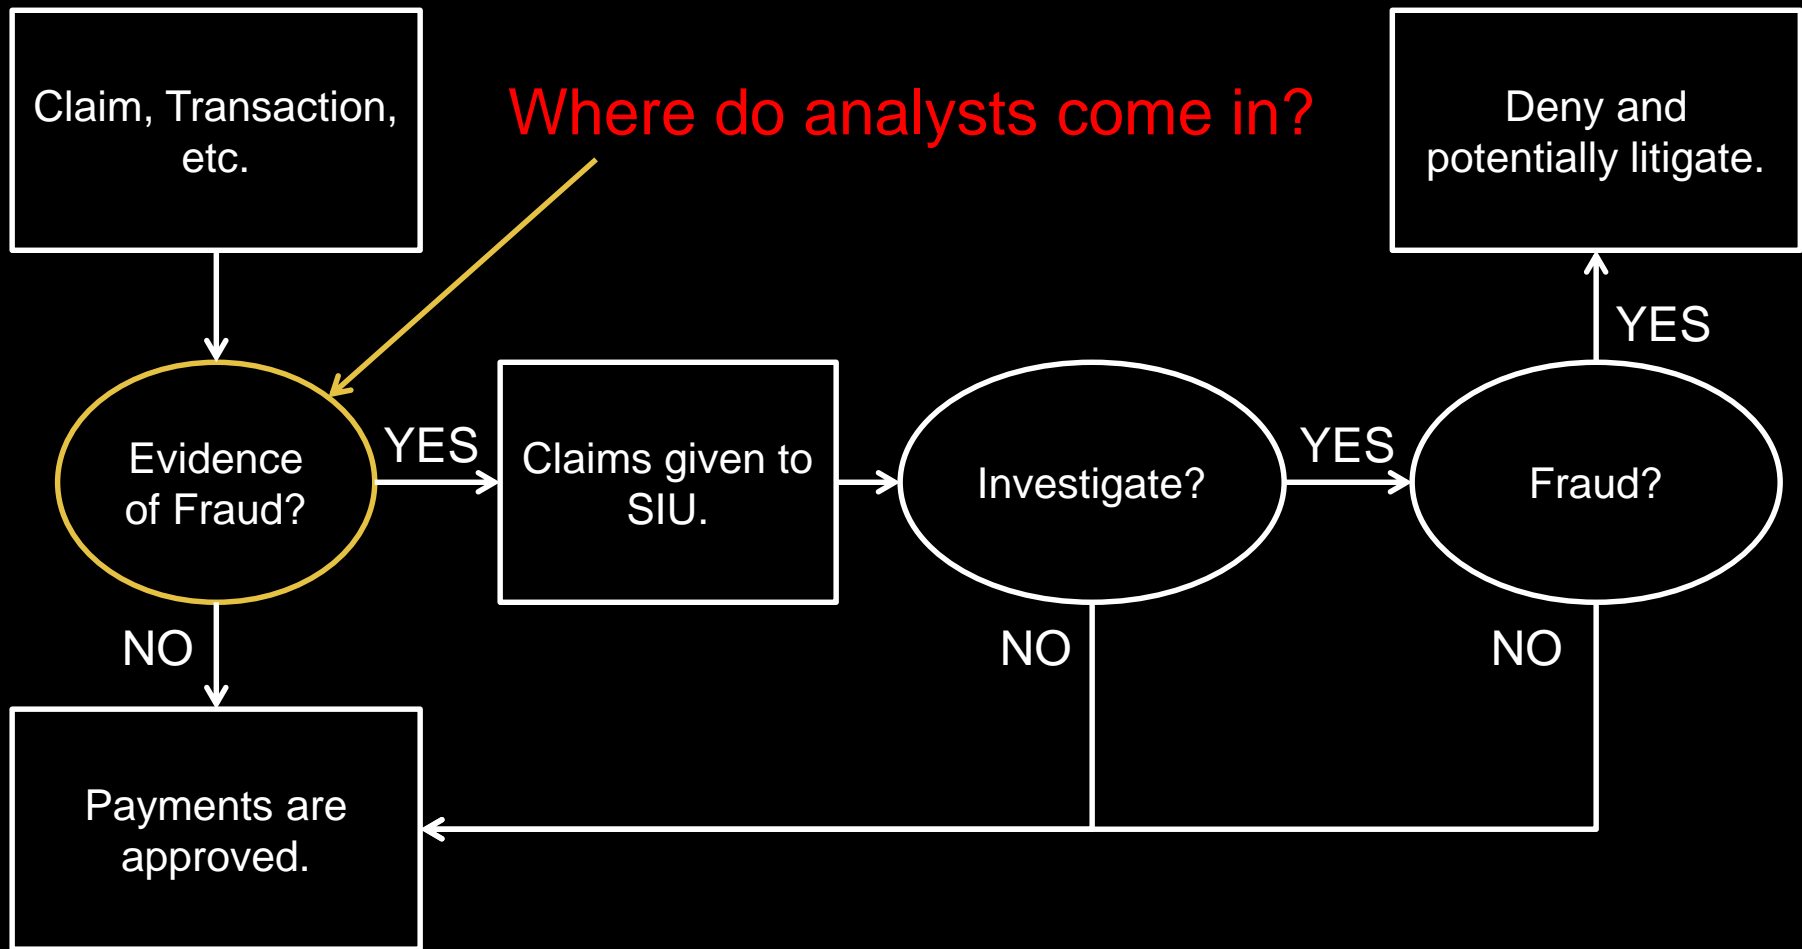 Claim, Transaction,
etc.
Where do analysts come in?
Deny and
potentially litigate.
YES
Evidence
of Fraud?
YES
Claims given to
SIU.
Investigate?
YES
Fraud?
NO
NO
NO
Payments are
approved.